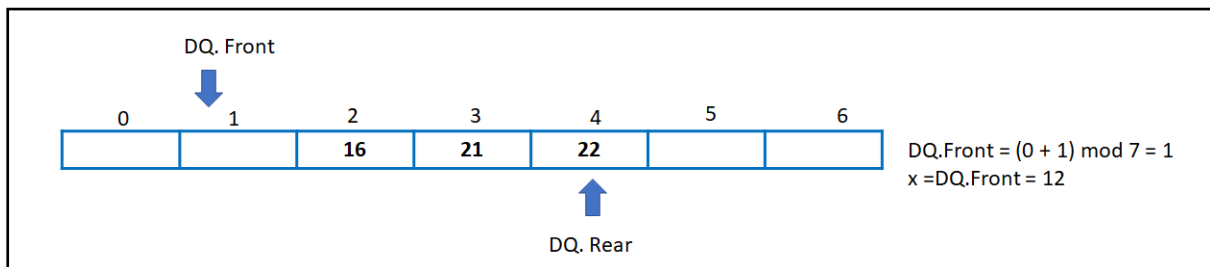 DQ. Front
0 1 2 3 4 5 6
16 21 22
DQ.Front = (0 + 1) mod 7 = 1
x =DQ.Front = 12
DQ. Rear